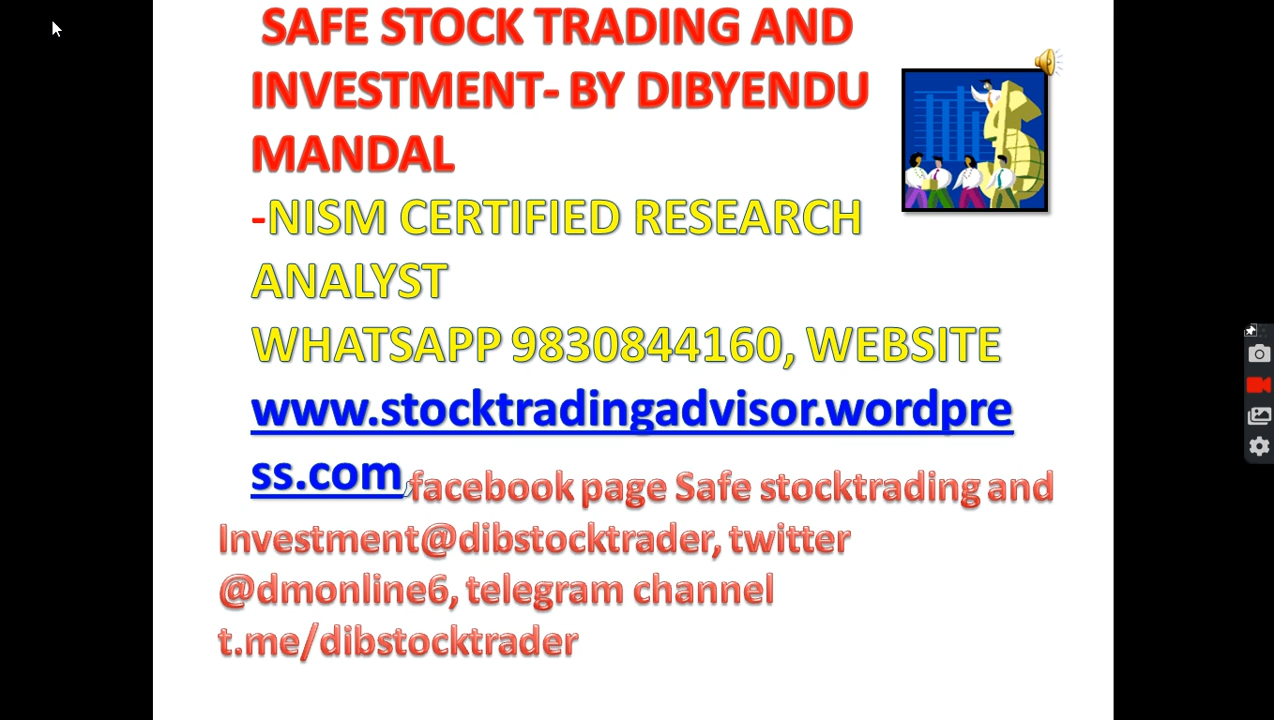 SAFE STOCK TRADING AND
INVESTMENT- BY DIBYENDU
MANDAL
-NISM CERTIFIED RESEARCH
ANALYST
WHATSAPP 9830844160, WEBSITE
www.stocktradingadvisor.wordpre
ss.com,facebook page Safe stocktrading and
Investment@dibstocktrader, twitter
@dmonline6, telegram channel
t.me/dibstocktrader